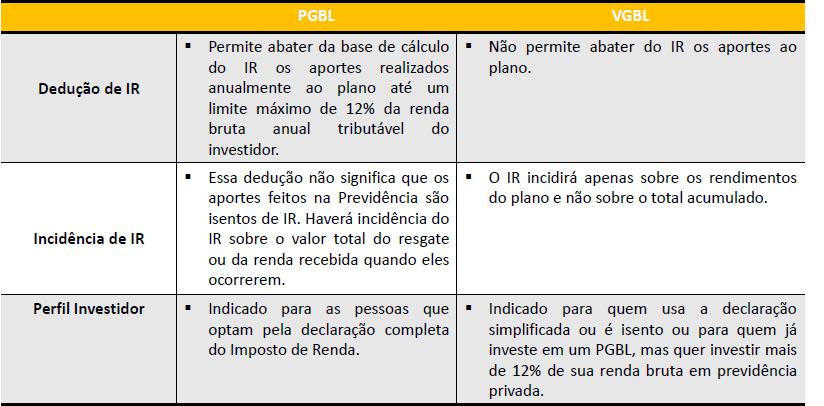 PGBL
VGBL
Dedução de IR
▪ Permite abater da base de cálculo
do IR os aportes realizados
anualmente ao plano até um
limite máximo de 12% da renda
bruta anual tributável do
investidor.
▪ Não permite abater do IR os aportes ao
plano.
Incidência de IR
▪ Essa dedução não significa que os
aportes feitos na Previdência são
isentos de IR. Haverá incidência do
IR sobre o valor total do resgate
ou da renda recebida quando eles
ocorrerem.
▪ O IR incidirá apenas sobre os rendimentos
do plano e não sobre o total acumulado.
Perfil Investidor
▪ Indicado para as pessoas que
optam pela declaração completa
do Imposto de Renda.
▪ Indicado para quem usa a declaração
simplificada ou é isento ou para quem já
investe em um PGBL, mas quer investir mais
de 12% de sua renda bruta em previdência
privada.